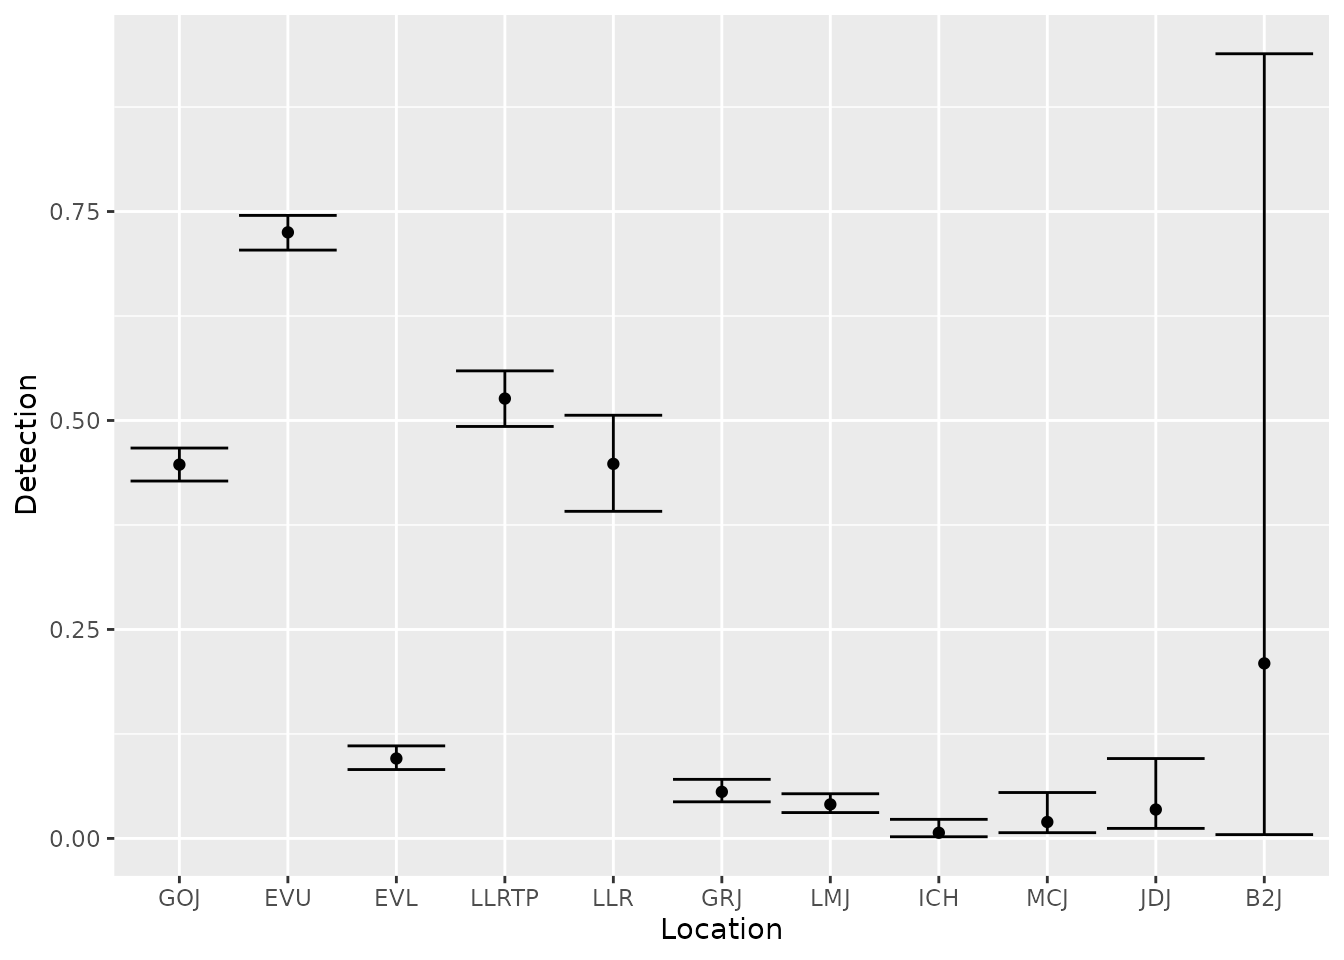 Detection
0.75
0.50
0.25
0.00
GOJ EVU EVL LLRTP LLR GRJ LMJ ICH MCJ JDJ B2J
Location